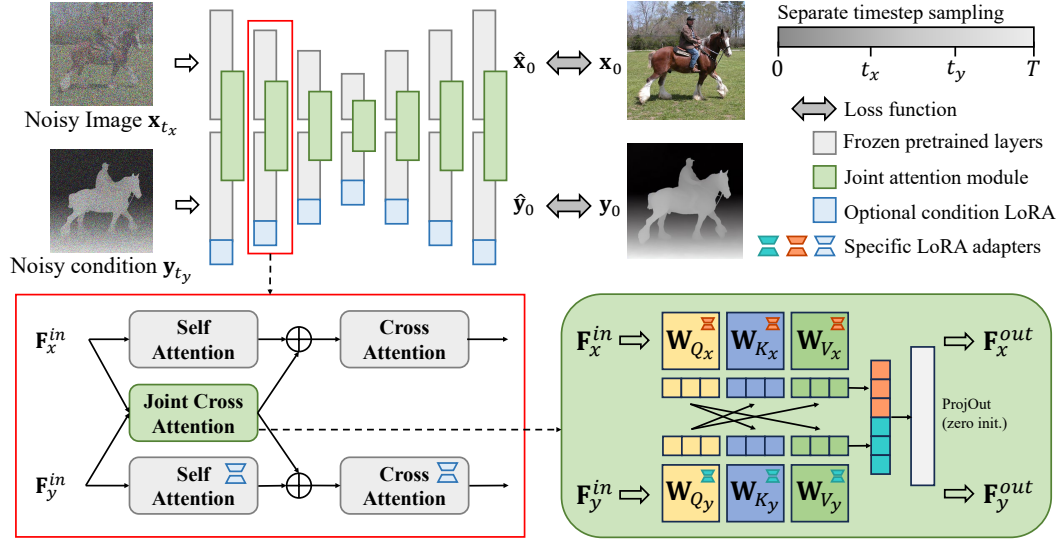 Noisy Image 𝐱_{t_x}
Noisy condition 𝐲_{t_y}
𝐱̂_0
𝐱_0
𝐲̂_0
𝐲_0
Separate timestep sampling
0
t_x
t_y
T
Loss function
Frozen pretrained layers
Joint attention module
Optional condition LoRA
Specific LoRA adapters
𝐅_x^{in}
Self
Attention
Cross
Attention
Joint Cross
Attention
𝐅_y^{in}
Self
Attention
Cross
Attention
𝐅_x^{in}
𝐖_{Q_x}
𝐖_{K_x}
𝐖_{V_x}
𝐅_x^{out}
ProjOut
(zero init.)
𝐅_y^{in}
𝐖_{Q_y}
𝐖_{K_y}
𝐖_{V_y}
𝐅_y^{out}